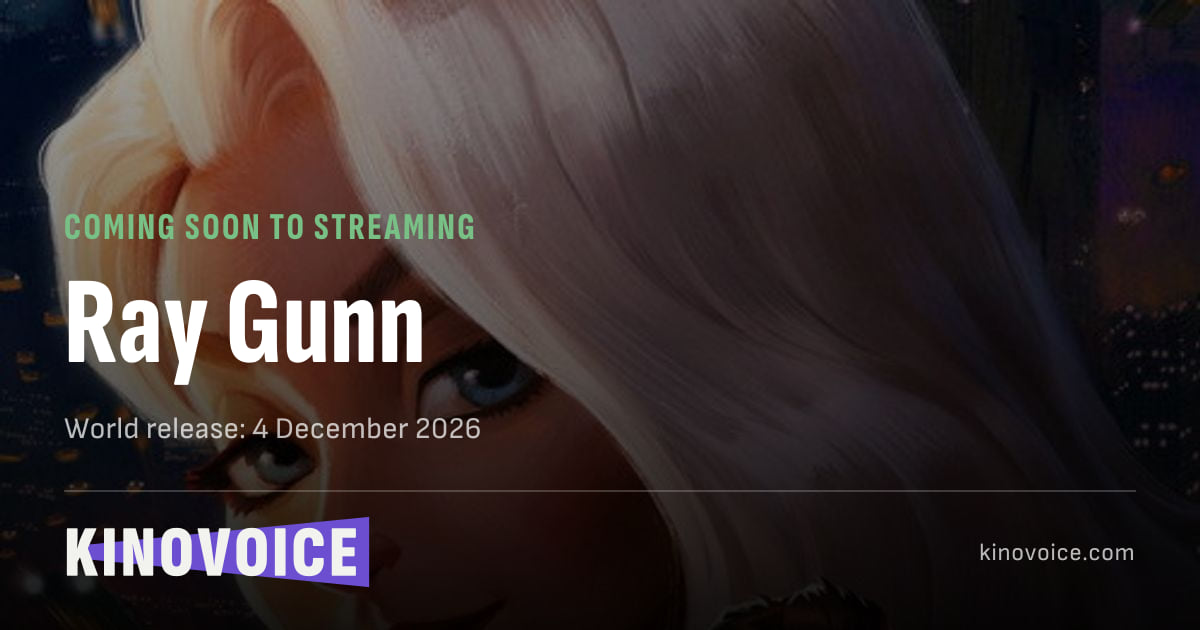 COMING SOON TO STREAMING
Ray Gunn
World release: 4 December 2026
KINOVOICE
kinovoice.com